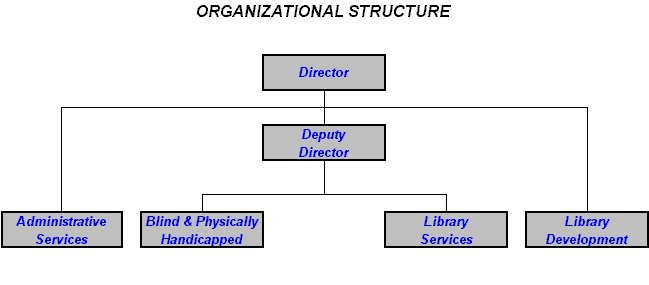 ORGANIZATIONAL STRUCTURE
Director
Deputy
Director
Administrative
Services
Blind & Physically
Handicapped
Library
Services
Library
Development